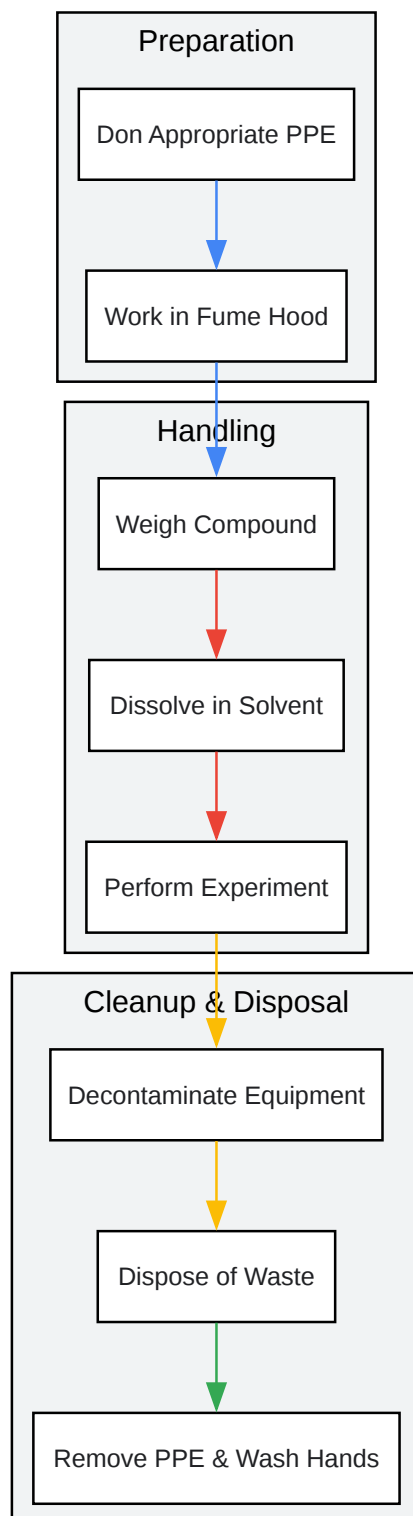 Preparation
Don Appropriate PPE
Work in Fume Hood
Handling
Weigh Compound
Dissolve in Solvent
Perform Experiment
Cleanup & Disposal
Decontaminate Equipment
Dispose of Waste
Remove PPE & Wash Hands